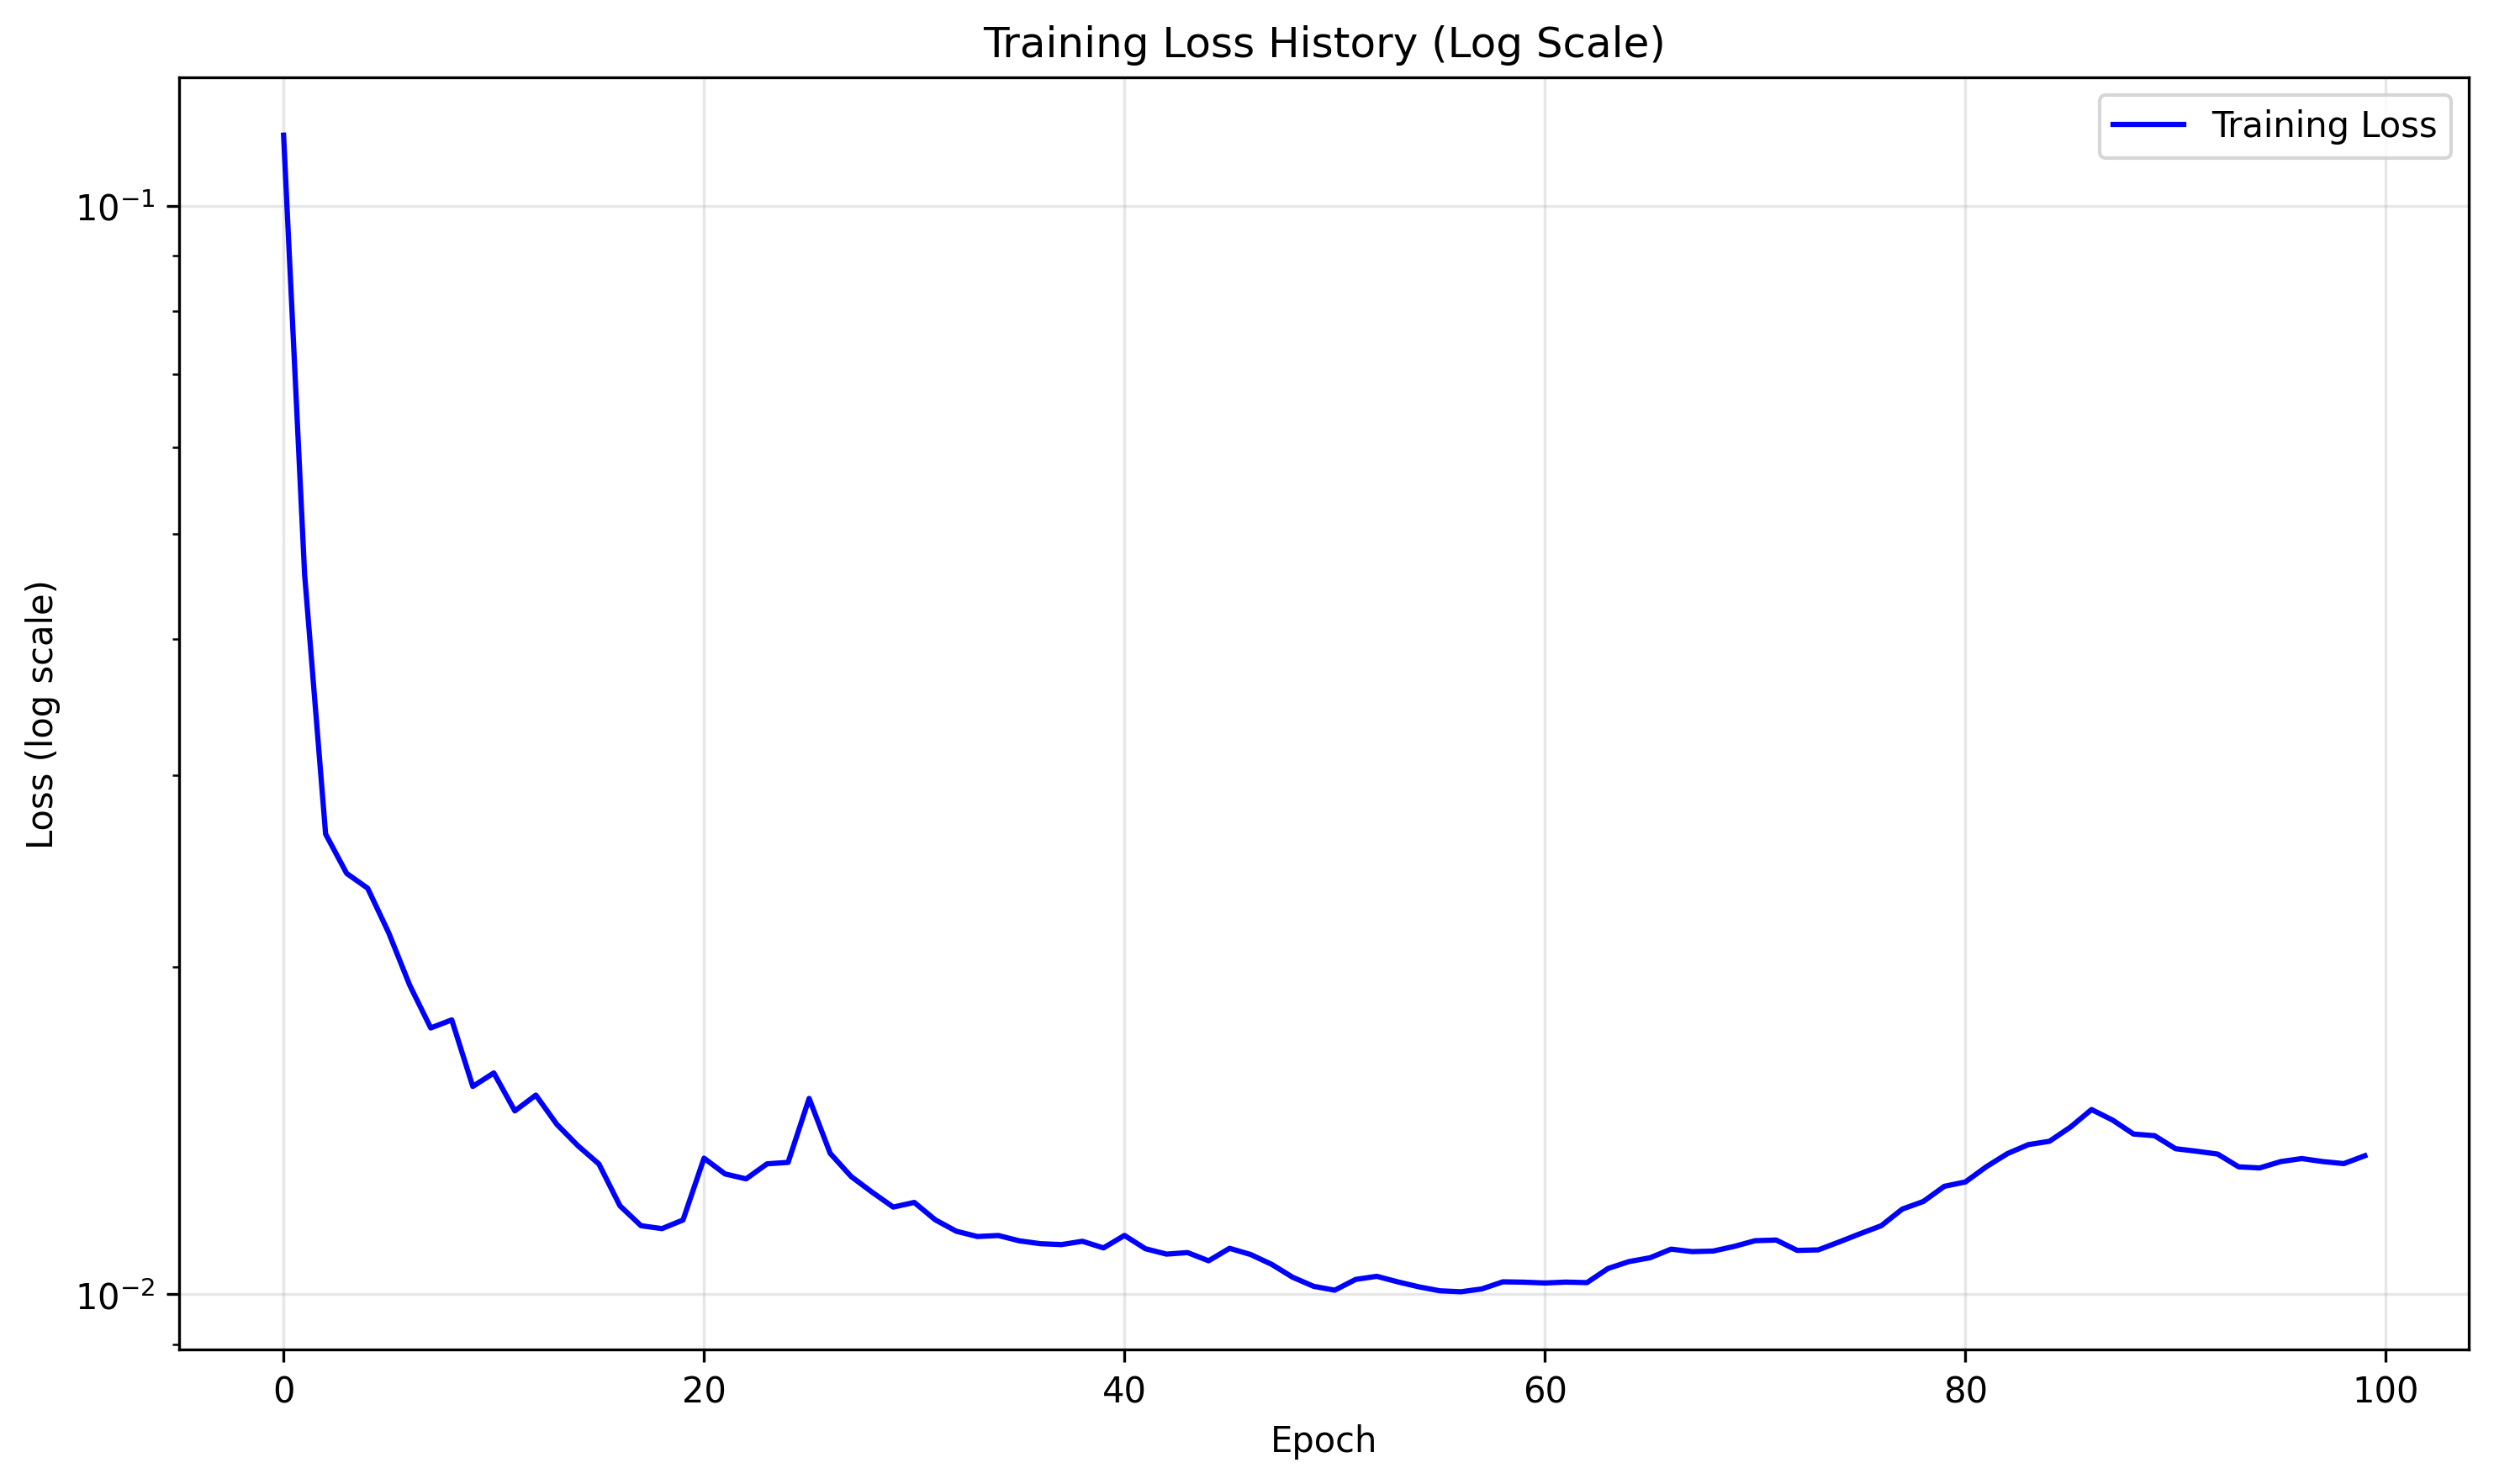 Training Loss History (Log Scale)
Training Loss
10⁻¹
10⁻²
Loss (log scale)
0 20 40 60 80 100
Epoch